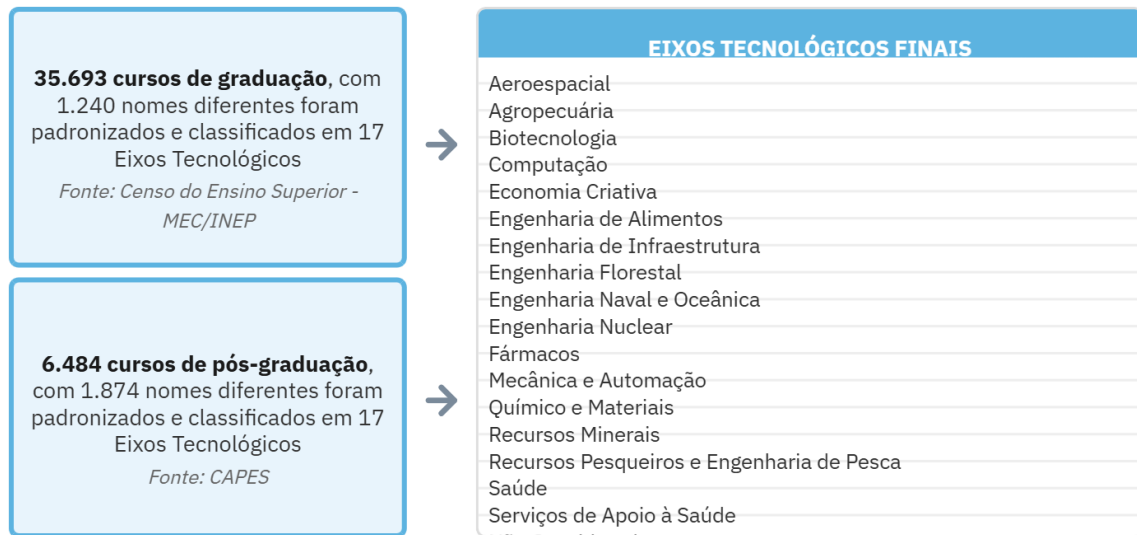 35.693 cursos de graduação, com
1.240 nomes diferentes foram
padronizados e classificados em 17
Eixos Tecnológicos
Fonte: Censo do Ensino Superior -
MEC/INEP
6.484 cursos de pós-graduação,
com 1.874 nomes diferentes foram
padronizados e classificados em 17
Eixos Tecnológicos
Fonte: CAPES
EIXOS TECNOLÓGICOS FINAIS
Aeroespacial
Agropecuária
Biotecnologia
Computação
Economia Criativa
Engenharia de Alimentos
Engenharia de Infraestrutura
Engenharia Florestal
Engenharia Naval e Oceânica
Engenharia Nuclear
Fármacos
Mecânica e Automação
Químico e Materiais
Recursos Minerais
Recursos Pesqueiros e Engenharia de Pesca
Saúde
Serviços de Apoio à Saúde